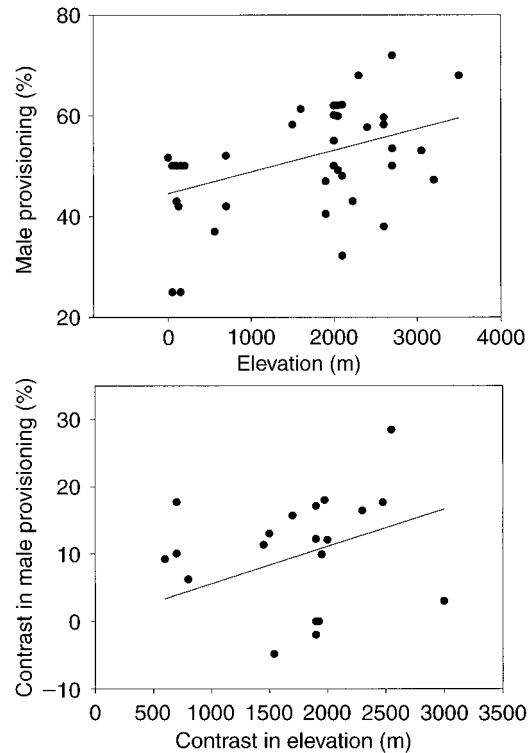 80
60
40
20
Male provisioning (%)
0 1000 2000 3000 4000
Elevation (m)
30
20
10
0
−10
Contrast in male provisioning (%)
0 500 1000 1500 2000 2500 3000 3500
Contrast in elevation (m)